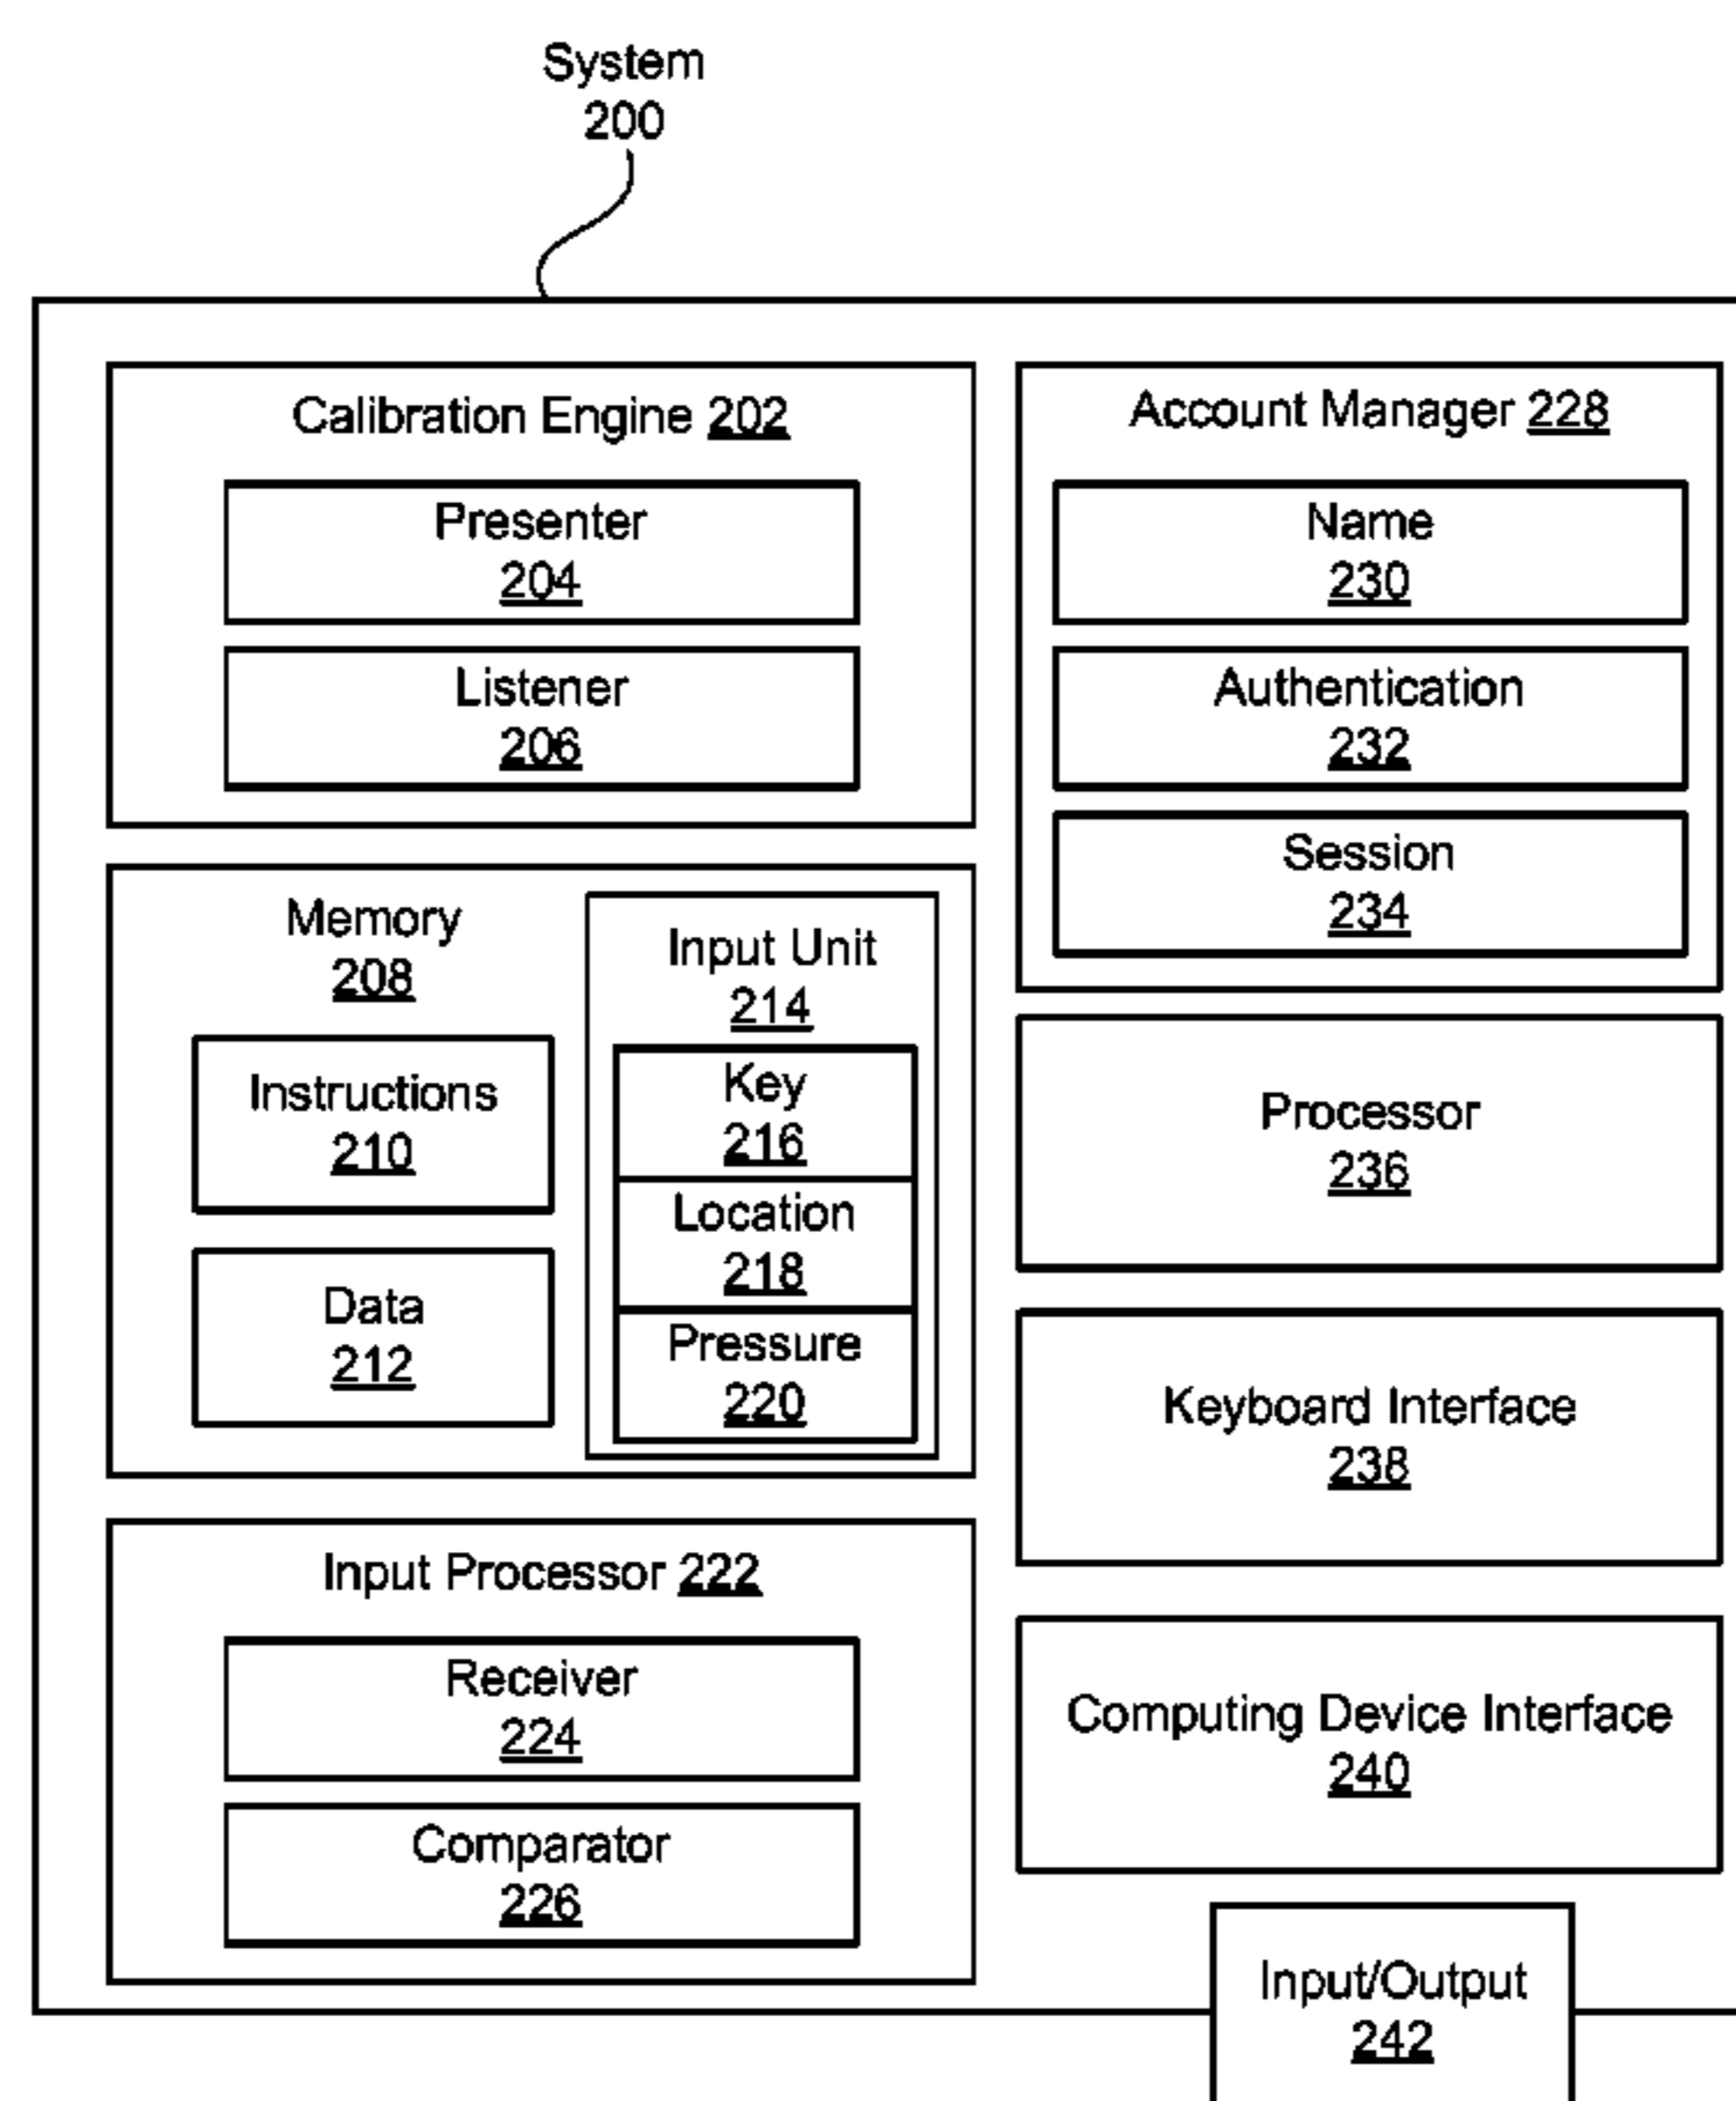 System
200
Calibration Engine 202
Presenter
204
Listener
206
Memory
208
Instructions
210
Data
212
Input Unit
214
Key
216
Location
218
Pressure
220
Input Processor 222
Receiver
224
Comparator
226
Account Manager 228
Name
230
Authentication
232
Session
234
Processor
236
Keyboard Interface
238
Computing Device Interface
240
Input/Output
242